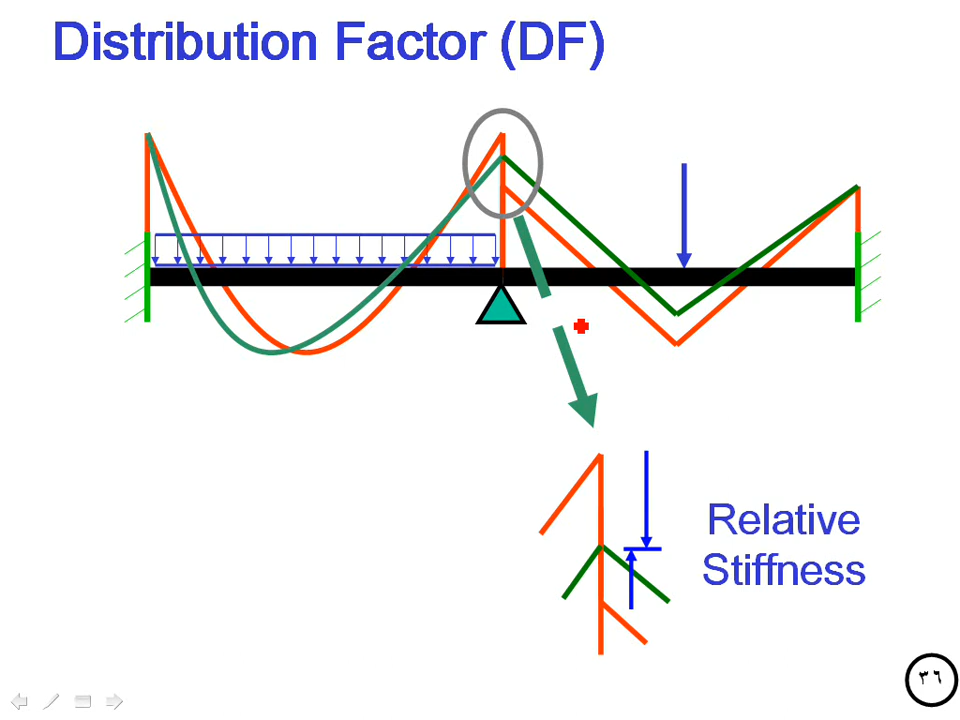 Distribution Factor (DF)
Relative
Stiffness
٣٦